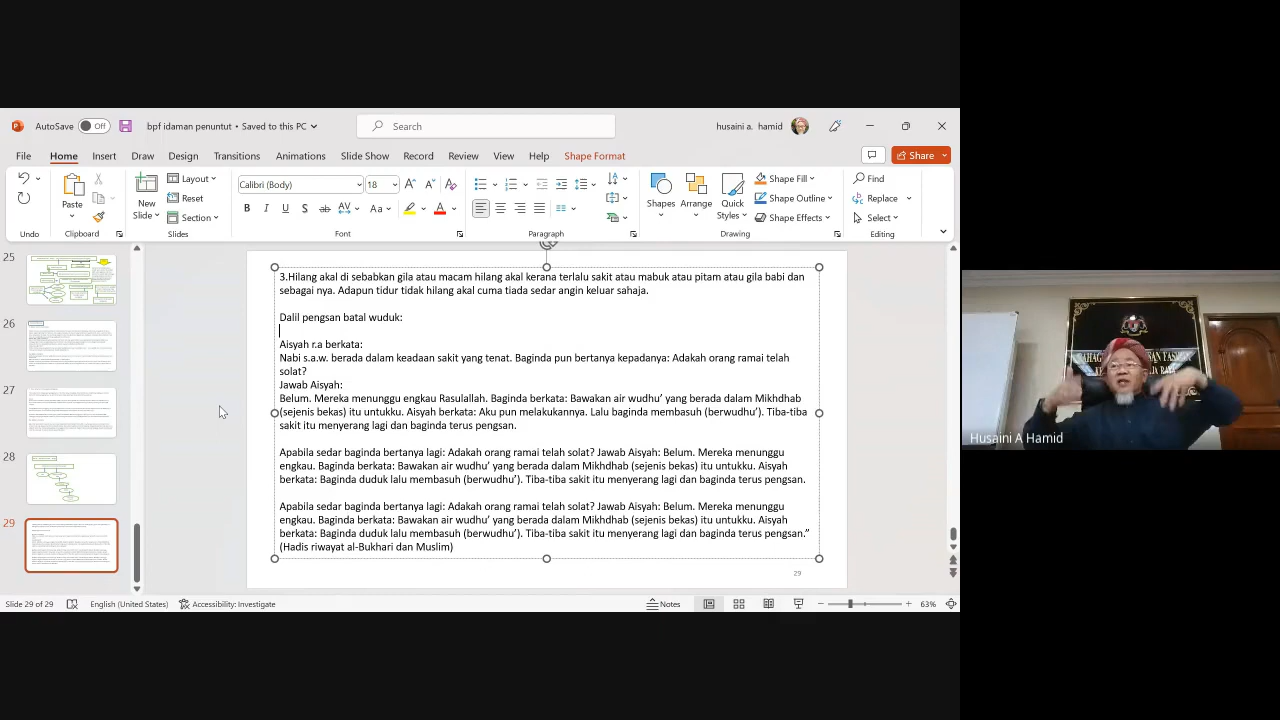 AutoSave Off bpf idaman penuntut • Saved to this PC Search husaini a. hamid
File Home Insert Draw Design Transitions Animations Slide Show Record Review View Help Shape Format Share
Paste New Slide Layout Reset Section Calibri (Body) 18 Shapes Arrange Quick Styles Shape Fill Shape Outline Shape Effects Find Replace Select
Undo Clipboard Slides Font Paragraph Drawing Editing
25
26
27
28
29
3.Hilang akal di sebabkan gila atau macam hilang akal kerana terlalu sakit atau mabuk atau pitam atau gila babi dan
sebagai nya. Adapun tidur tidak hilang akal cuma tiada sedar angin keluar sahaja.
Dalil pengsan batal wuduk:
Aisyah r.a berkata:
Nabi s.a.w. berada dalam keadaan sakit yang tenat. Baginda pun bertanya kepadanya: Adakah orang ramai telah
solat?
Jawab Aisyah:
Belum. Mereka menunggu engkau Rasulallah. Baginda berkata: Bawakan air wudhu’ yang berada dalam Mikhdhab
(sejenis bekas) itu untukku. Aisyah berkata: Aku pun melakukannya. Lalu baginda membasuh (berwudhu’). Tiba-tiba
sakit itu menyerang lagi dan baginda terus pengsan.
Apabila sedar baginda bertanya lagi: Adakah orang ramai telah solat? Jawab Aisyah: Belum. Mereka menunggu
engkau. Baginda berkata: Bawakan air wudhu’ yang berada dalam Mikhdhab (sejenis bekas) itu untukku. Aisyah
berkata: Baginda duduk lalu membasuh (berwudhu’). Tiba-tiba sakit itu menyerang lagi dan baginda terus pengsan.
Apabila sedar baginda bertanya lagi: Adakah orang ramai telah solat? Jawab Aisyah: Belum. Mereka menunggu
engkau. Baginda berkata: Bawakan air wudhu’ yang berada dalam Mikhdhab (sejenis bekas) itu untukku. Aisyah
berkata: Baginda duduk lalu membasuh (berwudhu’). Tiba-tiba sakit itu menyerang lagi dan baginda terus pengsan.”
(Hadis riwayat al-Bukhari dan Muslim)
29
Slide 29 of 29 English (United States) Accessibility: Investigate Notes 63%
Husaini A Hamid